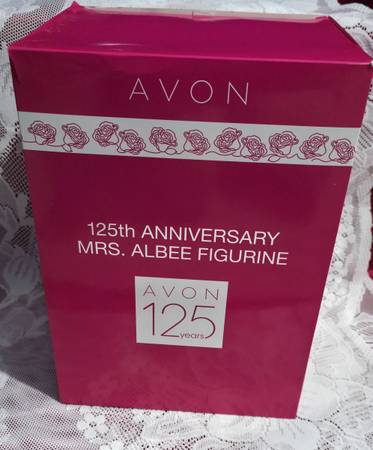 AVON
125th ANNIVERSARY
MRS. ALBEE FIGURINE
AVON
125
years